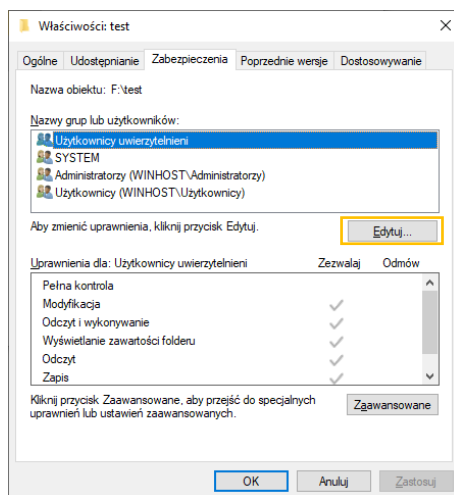 Właściwości: test
Ogólne Udostępnianie Zabezpieczenia Poprzednie wersje Dostosowywanie
Nazwa obiektu: F:\test
Nazwy grup lub użytkowników:
Użytkownicy uwierzytelnieni
SYSTEM
Administratorzy (WINHOST\Administratorzy)
Użytkownicy (WINHOST\Użytkownicy)
Aby zmienić uprawnienia, kliknij przycisk Edytuj.
Edytuj...
Uprawnienia dla: Użytkownicy uwierzytelnieni Zezwalaj Odmów
Pełna kontrola
Modyfikacja
Odczyt i wykonywanie
Wyświetlanie zawartości folderu
Odczyt
Zapis
Kliknij przycisk Zaawansowane, aby przejść do specjalnych
uprawnień lub ustawień zaawansowanych.
Zaawansowane
OK Anuluj Zastosuj